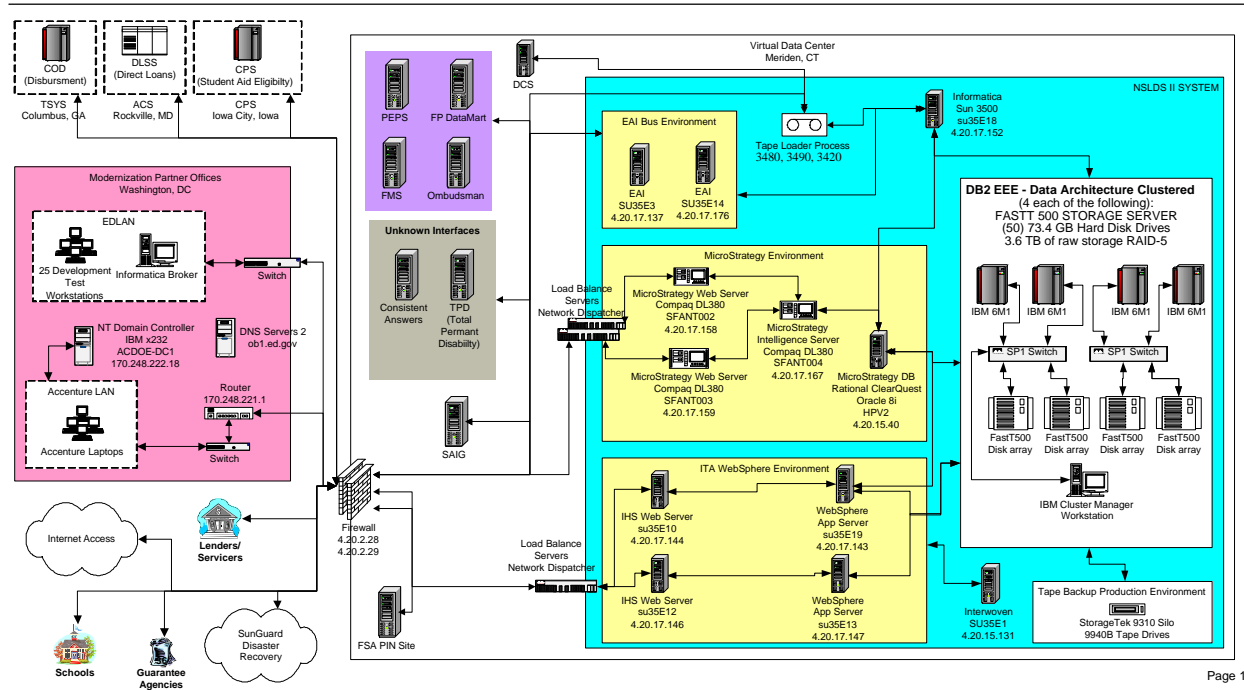 COD
(Disbursment)
TSYS
Columbus, GA
DLSS
(Direct Loans)
ACS
Rockville, MD
CPS
(Student Aid Eligibilty)
CPS
Iowa City, Iowa
Modernization Partner Offices
Washington, DC
EDLAN
25 Development
Test
Workstations
Informatica Broker
Switch
NT Domain Controller
IBM x232
ACDOE-DC1
170.248.222.18
DNS Servers 2
ob1.ed.gov
Accenture LAN
Accenture Laptops
Router
170.248.221.1
Switch
Internet Access
Lenders/
Servicers
Schools
Guarantee
Agencies
SunGuard
Disaster
Recovery
Firewall
4.20.2.28
4.20.2.29
Virtual Data Center
Meriden, CT
DCS
PEPS
FP DataMart
FMS
Ombudsman
Unknown Interfaces
Consistent
Answers
TPD
(Total
Permant
Disabiilty)
SAIG
FSA PIN Site
Load Balance
Servers
Network Dispatcher
Load Balance
Servers
Network Dispatcher
NSLDS II SYSTEM
EAI Bus Environment
EAI
SU35E3
4.20.17.137
EAI
SU35E14
4.20.17.176
Tape Loader Process
3480, 3490, 3420
Informatica
Sun 3500
su35E18
4.20.17.152
MicroStrategy Environment
MicroStrategy Web Server
Compaq DL380
SFANT002
4.20.17.158
MicroStrategy Web Server
Compaq DL380
SFANT003
4.20.17.159
MicroStrategy
Intelligence Server
Compaq DL380
SFANT004
4.20.17.167
MicroStrategy DB
Rational ClearQuest
Oracle 8i
HPV2
4.20.15.40
ITA WebSphere Environment
IHS Web Server
su35E10
4.20.17.144
WebSphere
App Server
su35E19
4.20.17.143
IHS Web Server
su35E12
4.20.17.146
WebSphere
App Server
su35E13
4.20.17.147
DB2 EEE - Data Architecture Clustered
(4 each of the following):
FASTT 500 STORAGE SERVER
(50) 73.4 GB Hard Disk Drives
3.6 TB of raw storage RAID-5
IBM 6M1
IBM 6M1
IBM 6M1
IBM 6M1
SP1 Switch
SP1 Switch
FastT500
Disk array
FastT500
Disk array
FastT500
Disk array
FastT500
Disk array
IBM Cluster Manager
Workstation
Interwoven
SU35E1
4.20.15.131
Tape Backup Production Environment
StorageTek 9310 Silo
9940B Tape Drives
Page 1